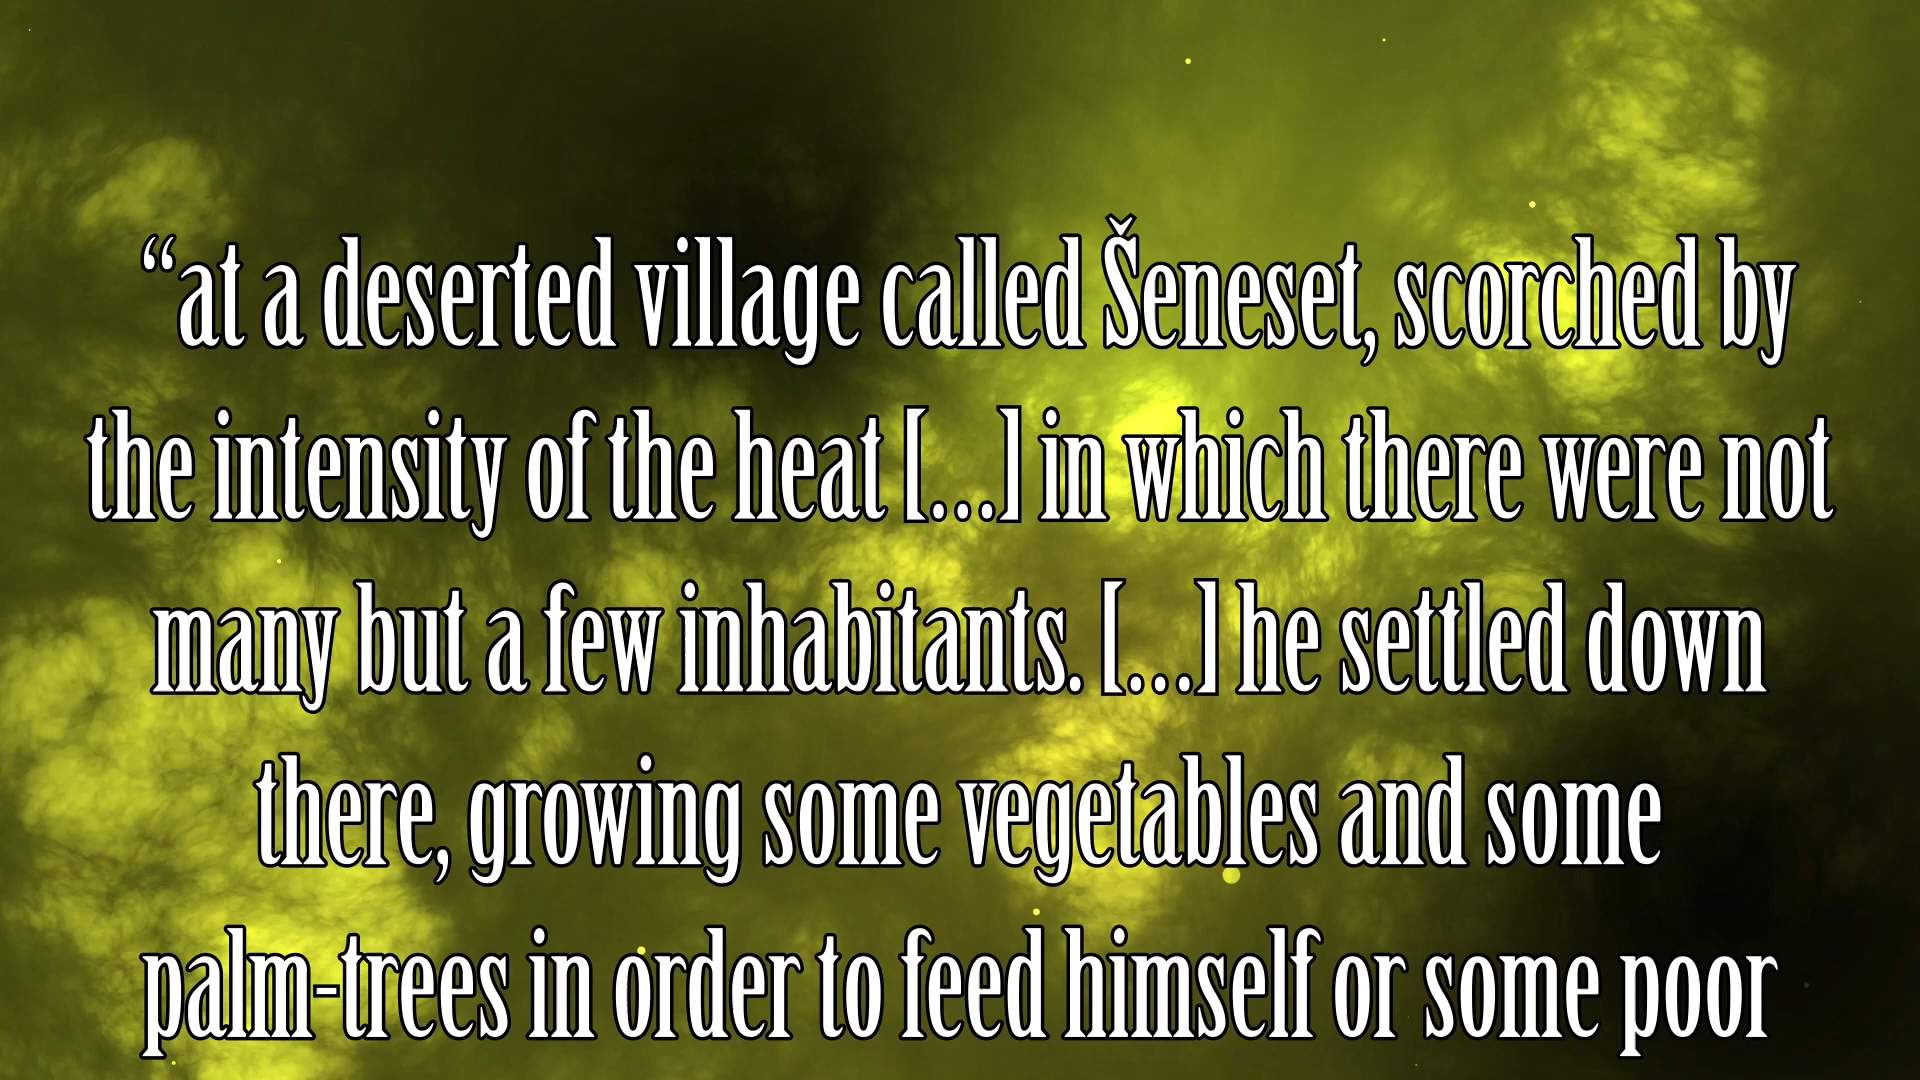 “at a deserted village called Šeneset, scorched by
the intensity of the heat [...] in which there were not
many but a few inhabitants. [...] he settled down
there, growing some vegetables and some
palm-trees in order to feed himself or some poor